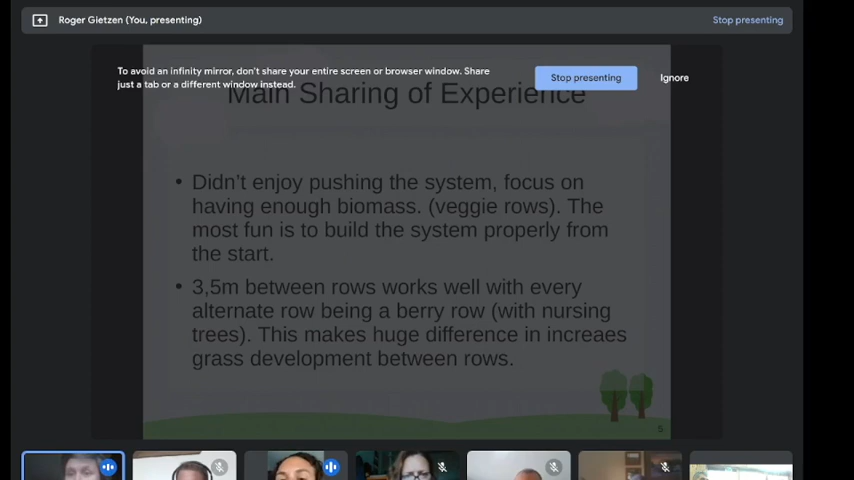 Roger Gietzen (You, presenting)
Stop presenting
To avoid an infinity mirror, don't share your entire screen or browser window. Share
just a tab or a different window instead.
Stop presenting
Ignore
Main Sharing of Experience
• Didn't enjoy pushing the system, focus on
having enough biomass. (veggie rows). The
most fun is to build the system properly from
the start.
• 3,5m between rows works well with every
alternate row being a berry row (with nursing
trees). This makes huge difference in increaes
grass development between rows.
5